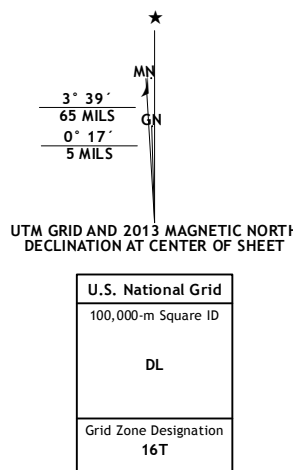 ★
MN
3° 39´
65 MILS
GN
0° 17´
5 MILS
UTM GRID AND 2013 MAGNETIC NORTH
DECLINATION AT CENTER OF SHEET
U.S. National Grid
100,000-m Square ID
DL
Grid Zone Designation
16T